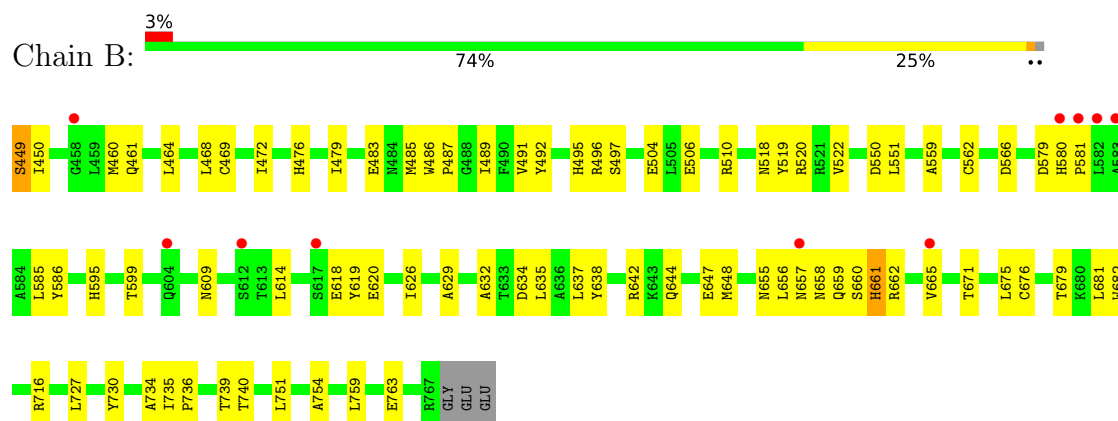 3%
Chain B:
74% 25% ••
S449 I450 G458 L459 M460 Q461 L464 L468 C469 I472 H476 I479 E483 N484 M485 W486 P487 G488 I489 F490 V491 Y492 H495 R496 S497 E504 L505 E506 R510 N518 Y519 R520 R521 V522 D550 L551 A559 C562 D566 D579 H580 P581 L582 A583
A584 L585 Y586 H595 T599 Q604 N609 S612 T613 L614 S617 E618 Y619 E620 I626 A629 A632 T633 D634 L635 A636 L637 Y638 R642 K643 Q644 E647 M648 N655 L656 N657 N658 Q659 S660 H661 R662 V665 T671 L675 C676 T679 K680 L681 W682
R716 L727 Y730 A734 I735 P736 T739 T740 L751 A754 L759 E763 R767 GLY GLU GLU